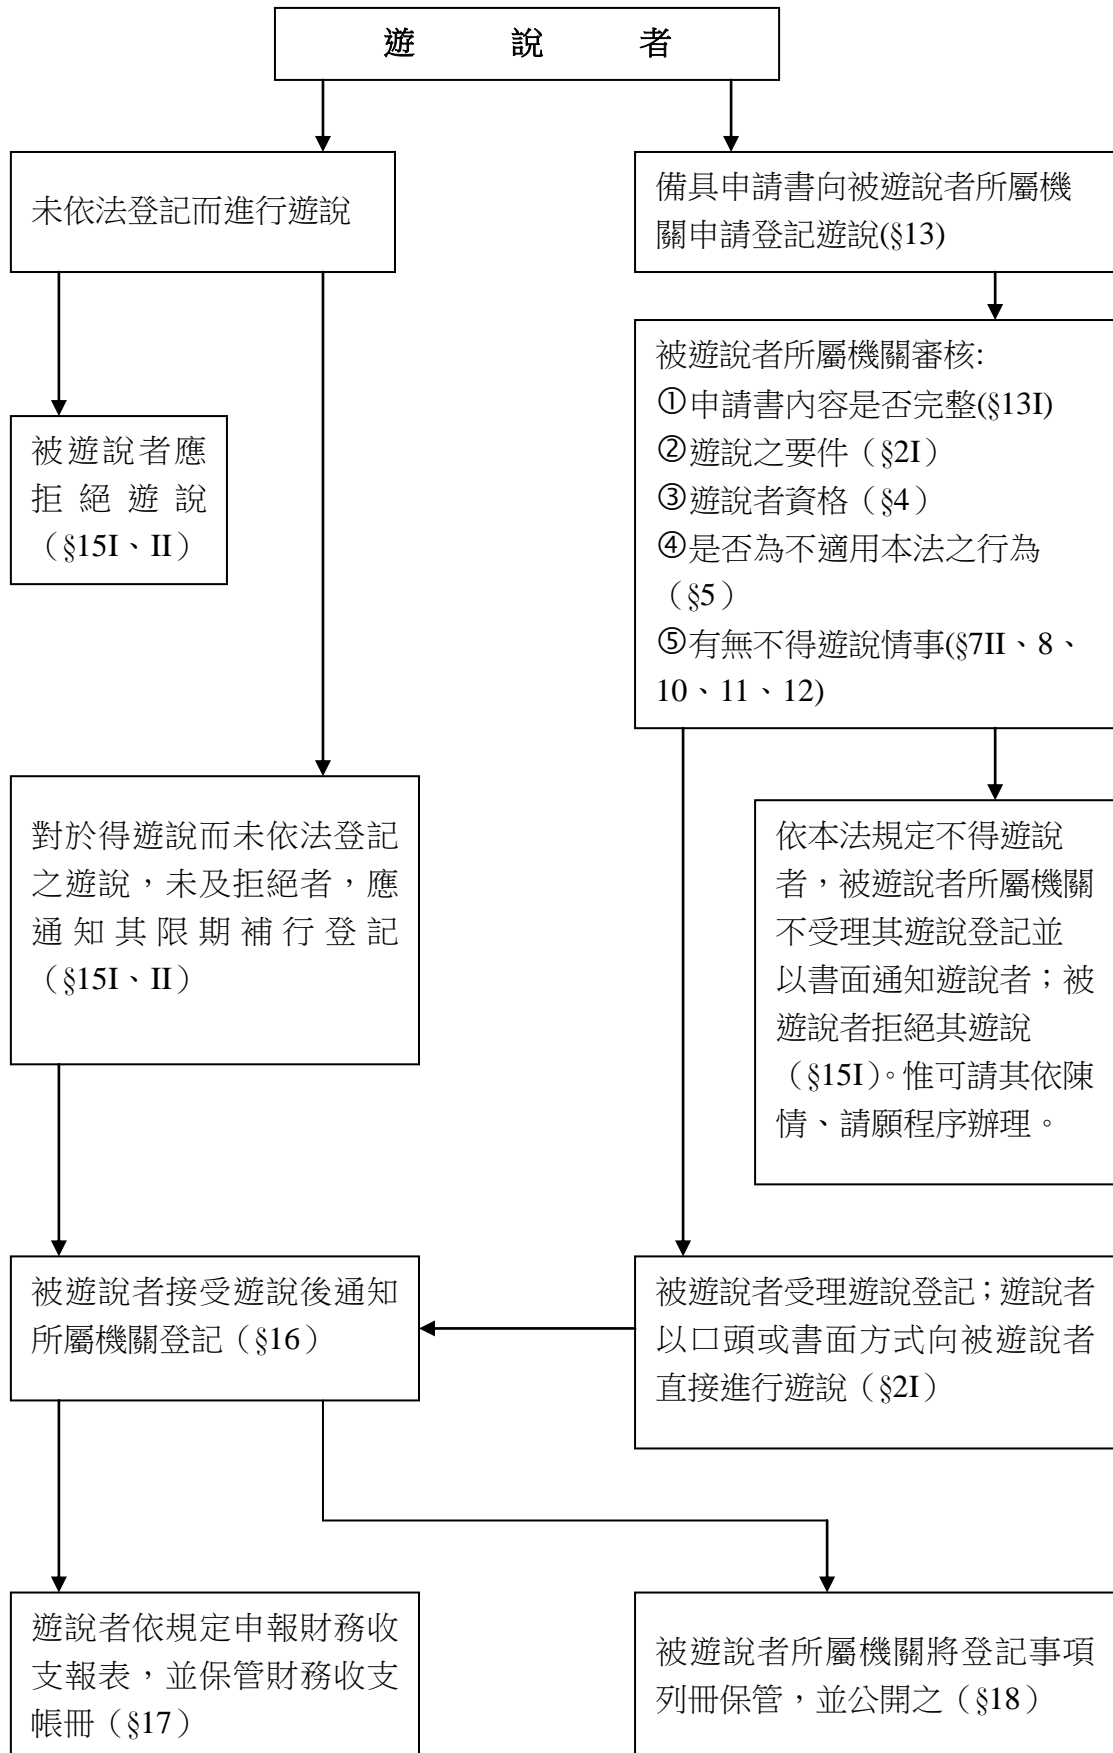 遊說者
未依法登記而進行遊說
備具申請書向被遊說者所屬機
關申請登記遊說(§13)
被遊說者所屬機關審核:
①申請書內容是否完整(§13I)
②遊說之要件（§2I）
③遊說者資格（§4）
④是否為不適用本法之行為
（§5）
⑤有無不得遊說情事(§7II、8、
10、11、12)
被遊說者應
拒絕遊說
（§15I、II）
對於得遊說而未依法登記
之遊說，未及拒絕者，應
通知其限期補行登記
（§15I、II）
依本法規定不得遊說
者，被遊說者所屬機關
不受理其遊說登記並
以書面通知遊說者；被
遊說者拒絕其遊說
（§15I）。惟可請其依陳
情、請願程序辦理。
被遊說者接受遊說後通知
所屬機關登記（§16）
被遊說者受理遊說登記；遊說者
以口頭或書面方式向被遊說者
直接進行遊說（§2I）
遊說者依規定申報財務收
支報表，並保管財務收支
帳冊（§17）
被遊說者所屬機關將登記事項
列冊保管，並公開之（§18）